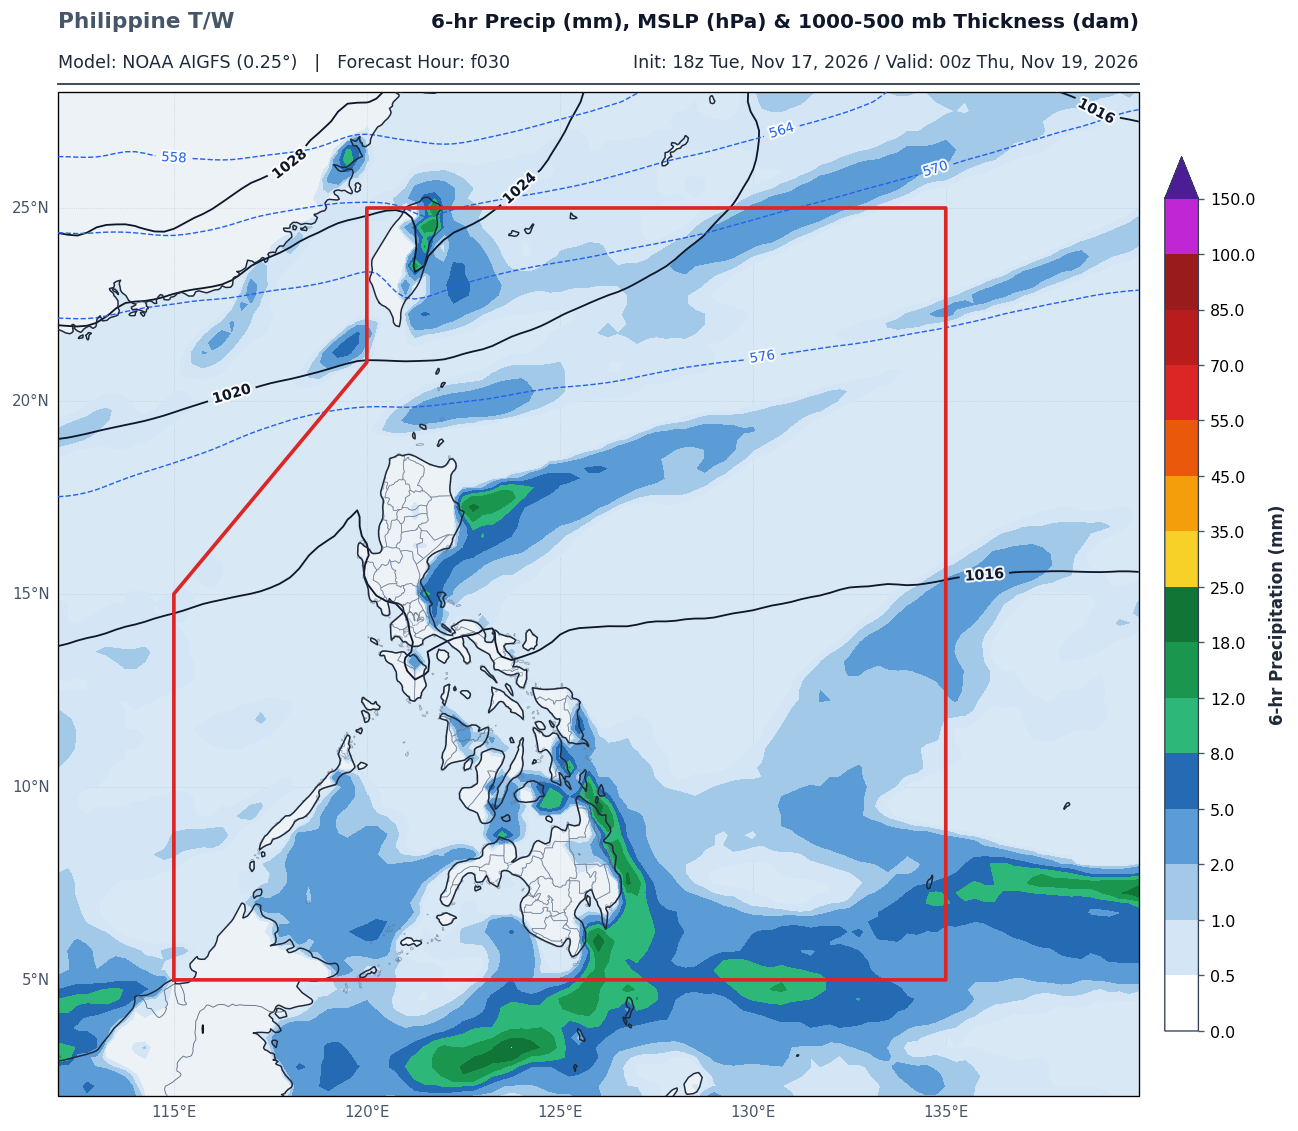 Philippine T/W
6-hr Precip (mm), MSLP (hPa) & 1000-500 mb Thickness (dam)
Model: NOAA AIGFS (0.25°) | Forecast Hour: f030
Init: 18z Tue, Nov 17, 2026 / Valid: 00z Thu, Nov 19, 2026
1016
564
558
1028
570
1024
576
1020
1016
25°N
20°N
15°N
10°N
5°N
115°E
120°E
125°E
130°E
135°E
150.0
100.0
85.0
70.0
55.0
45.0
35.0
25.0
18.0
12.0
8.0
5.0
2.0
1.0
0.5
0.0
6-hr Precipitation (mm)